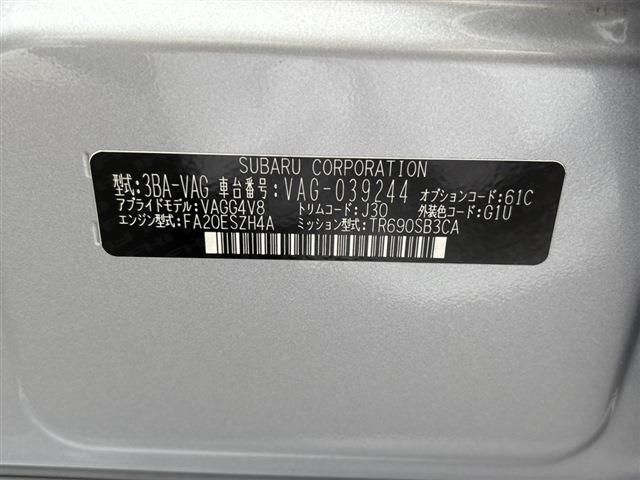 SUBARU CORPORATION
型式:3BA-VAG 車台番号:VAG-039244 オプションコード:61C
アプライドモデル:VAGG4V8 トリムコード:J30 外装色コード:G1U
エンジン型式:FA20ESZH4A ミッション型式:TR690SB3CA